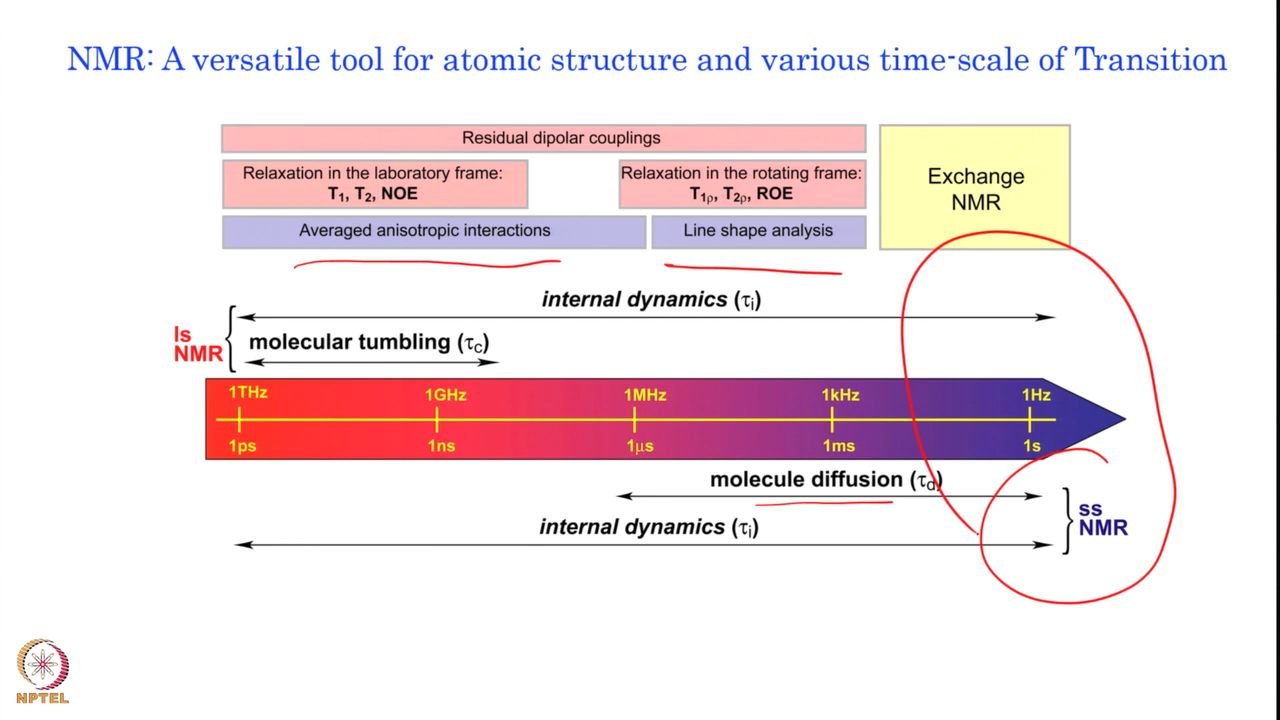 NMR: A versatile tool for atomic structure and various time-scale of Transition
Residual dipolar couplings
Relaxation in the laboratory frame:
T₁, T₂, NOE
Relaxation in the rotating frame:
T₁ρ, T₂ρ, ROE
Exchange
NMR
Averaged anisotropic interactions
Line shape analysis
internal dynamics (τᵢ)
ls
NMR
molecular tumbling (τc)
1THz 1GHz 1MHz 1kHz 1Hz
1ps 1ns 1μs 1ms 1s
molecule diffusion (τd)
internal dynamics (τᵢ)
ss
NMR
NPTEL